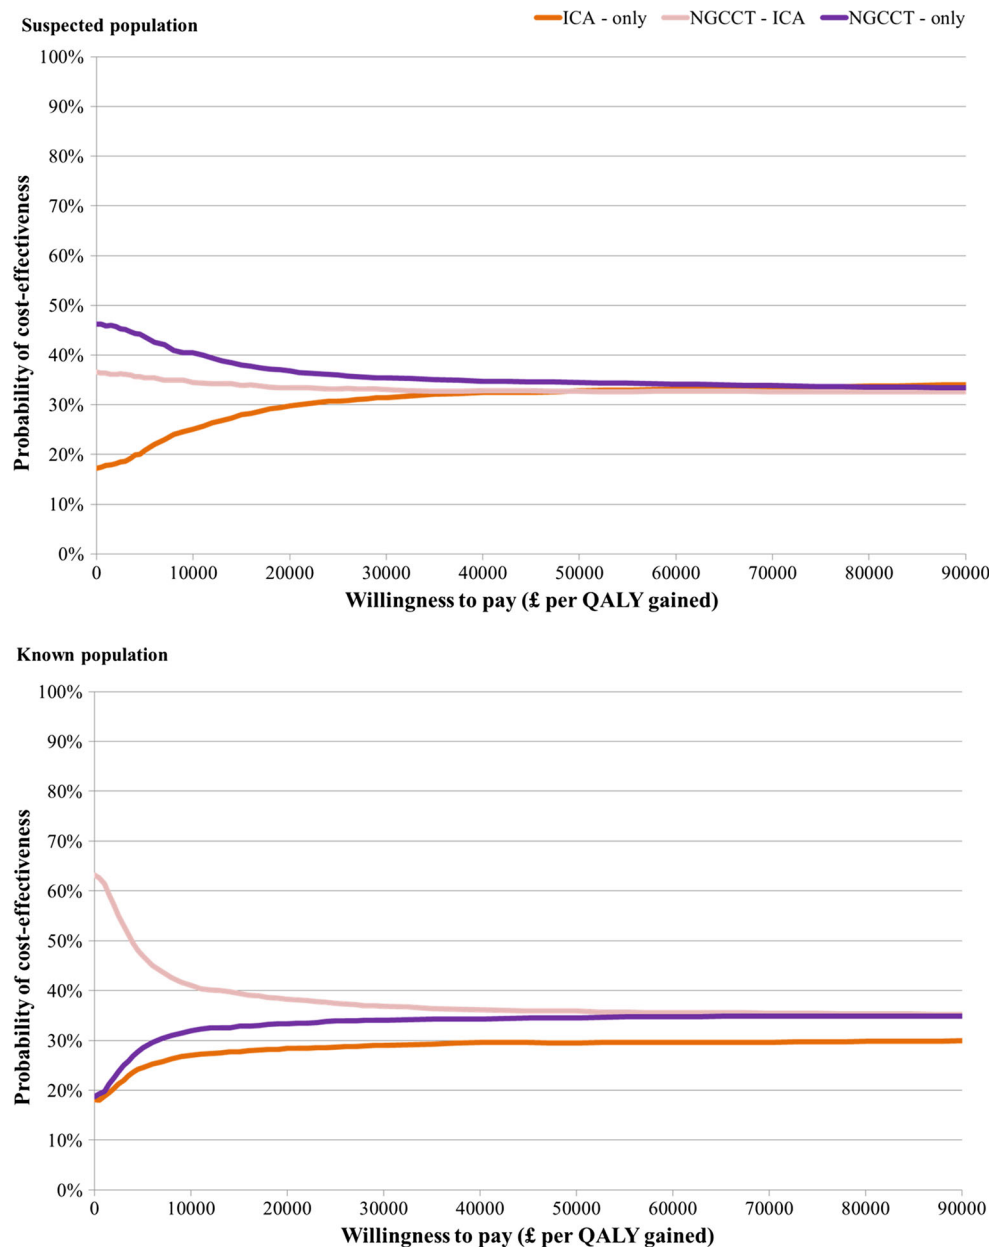 Suspected population
ICA - only NGCCT - ICA NGCCT - only
100%
90%
80%
70%
60%
50%
40%
30%
20%
10%
0%
Probability of cost-effectiveness
0 10000 20000 30000 40000 50000 60000 70000 80000 90000
Willingness to pay (£ per QALY gained)
Known population
100%
90%
80%
70%
60%
50%
40%
30%
20%
10%
0%
Probability of cost-effectiveness
0 10000 20000 30000 40000 50000 60000 70000 80000 90000
Willingness to pay (£ per QALY gained)